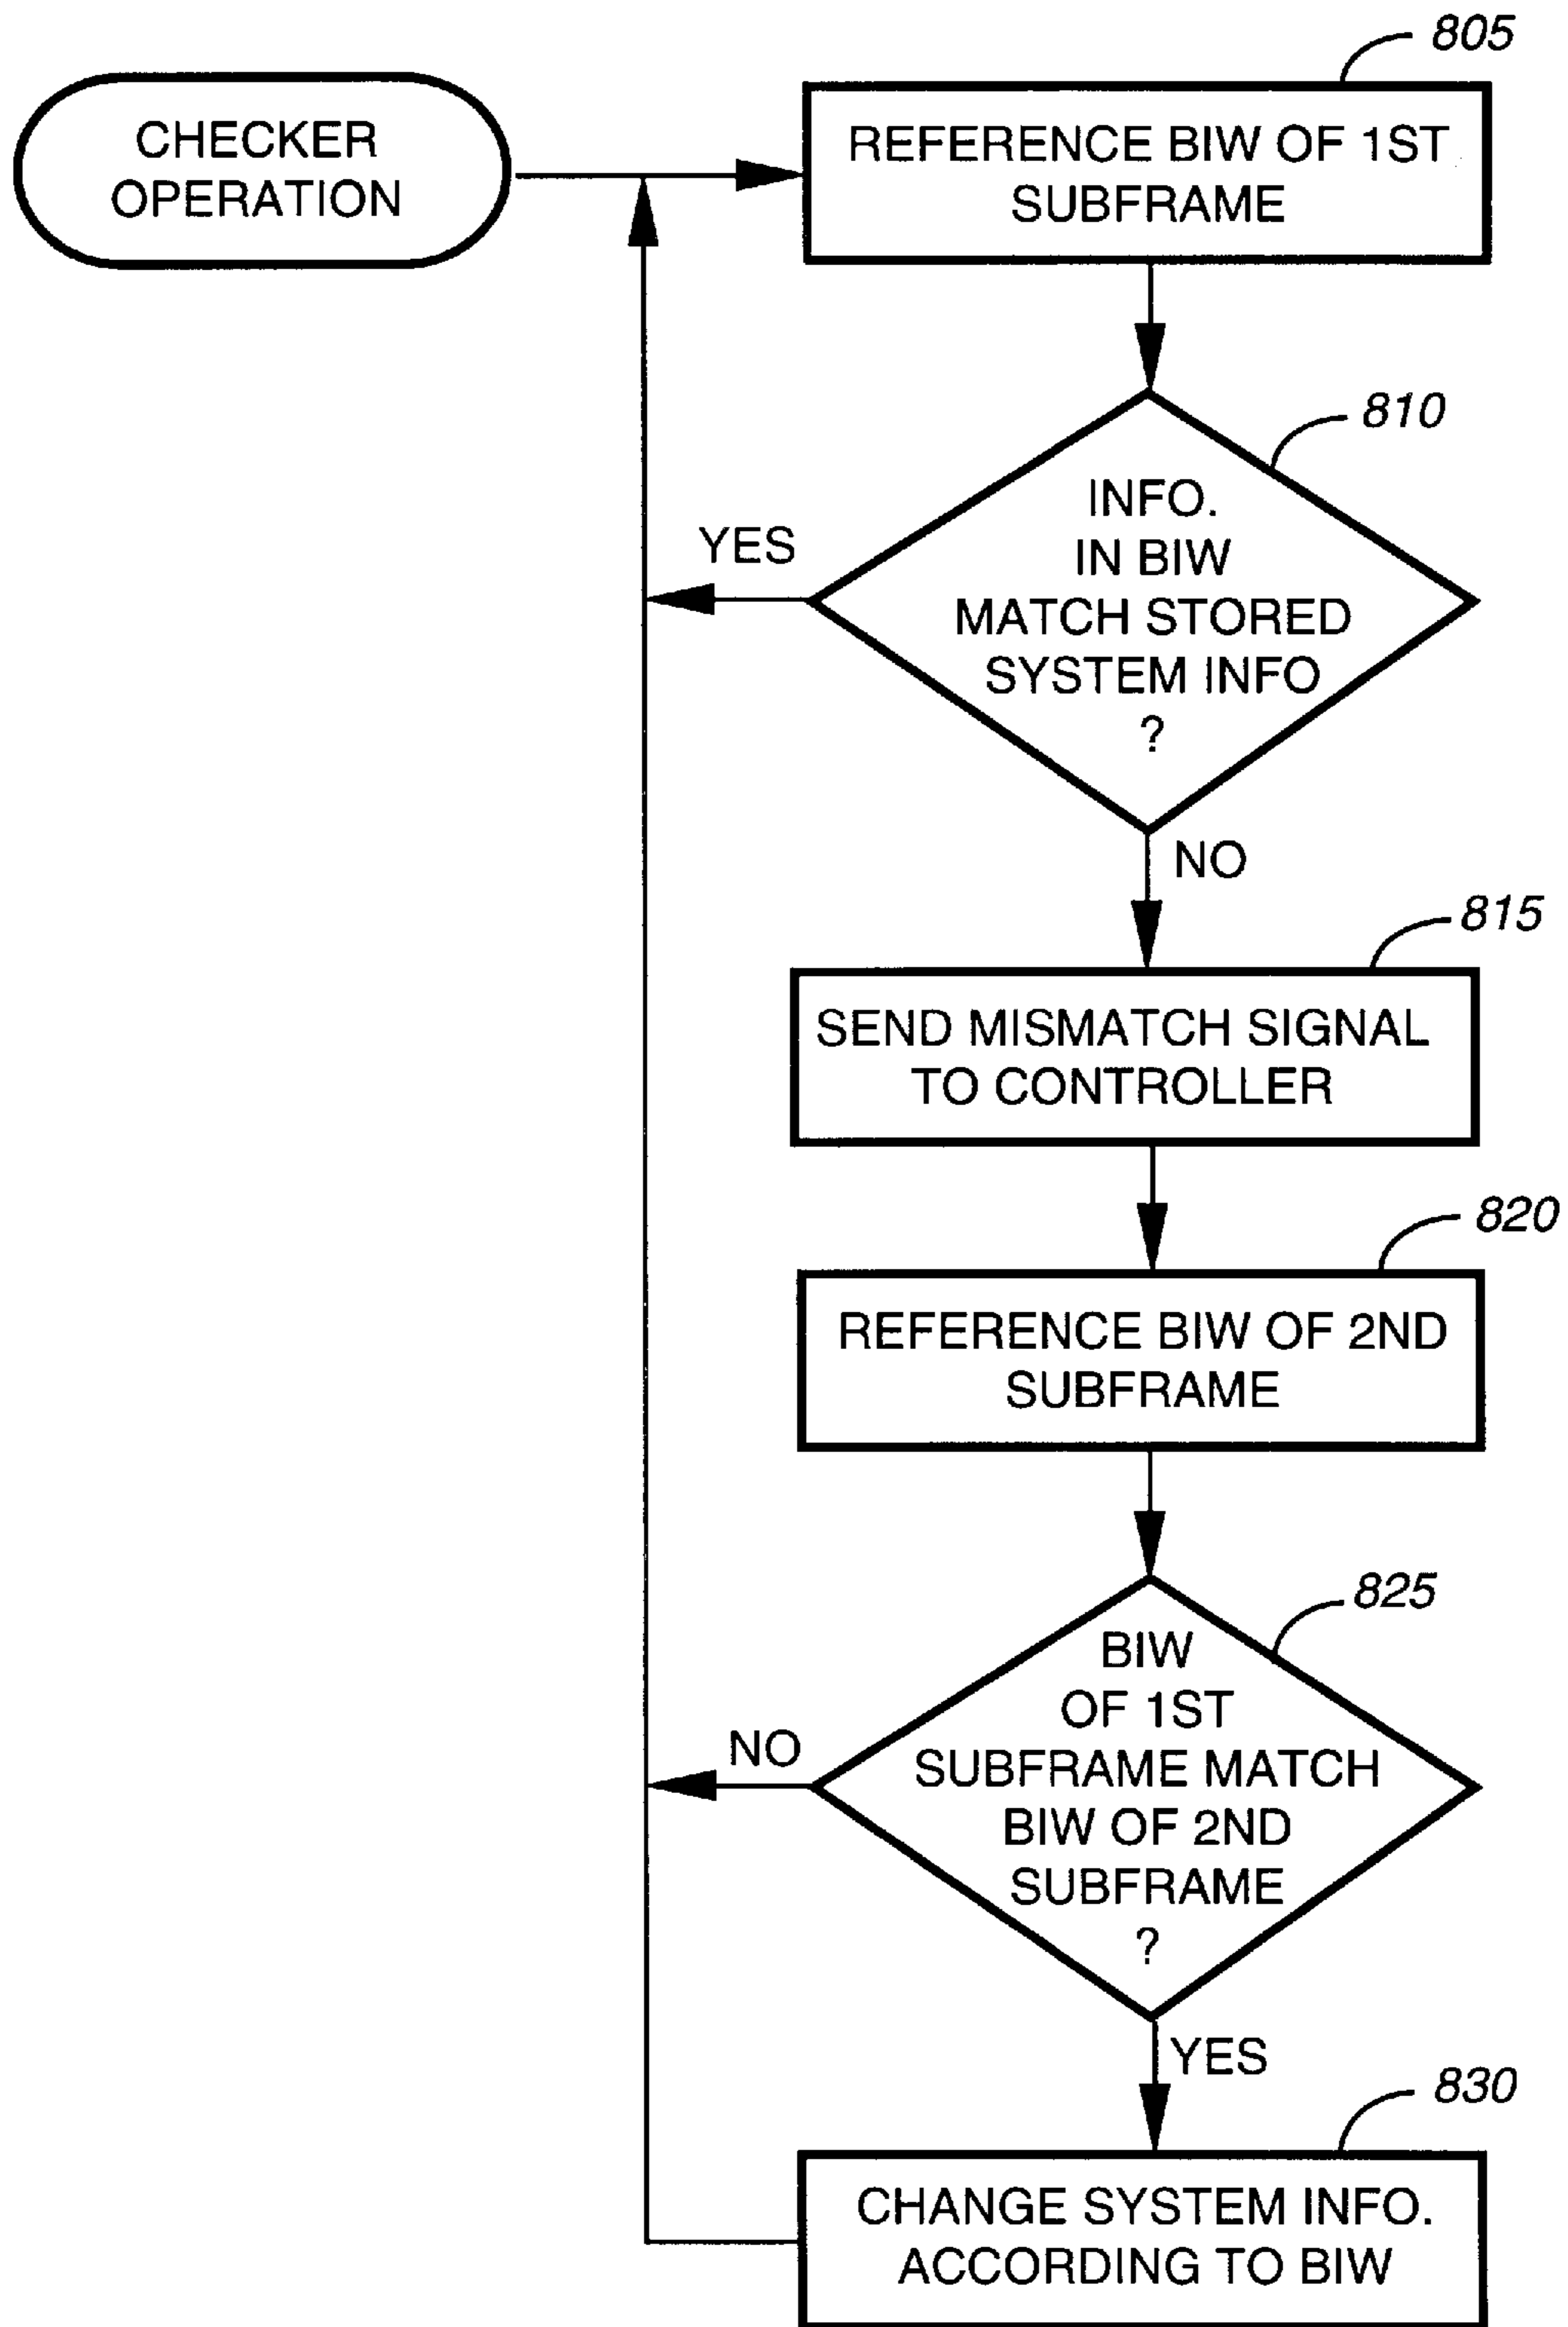 805
CHECKER
OPERATION
REFERENCE BIW OF 1ST
SUBFRAME
810
INFO.
IN BIW
MATCH STORED
SYSTEM INFO
?
YES
NO
815
SEND MISMATCH SIGNAL
TO CONTROLLER
820
REFERENCE BIW OF 2ND
SUBFRAME
825
BIW
OF 1ST
SUBFRAME MATCH
BIW OF 2ND
SUBFRAME
?
NO
YES
830
CHANGE SYSTEM INFO.
ACCORDING TO BIW